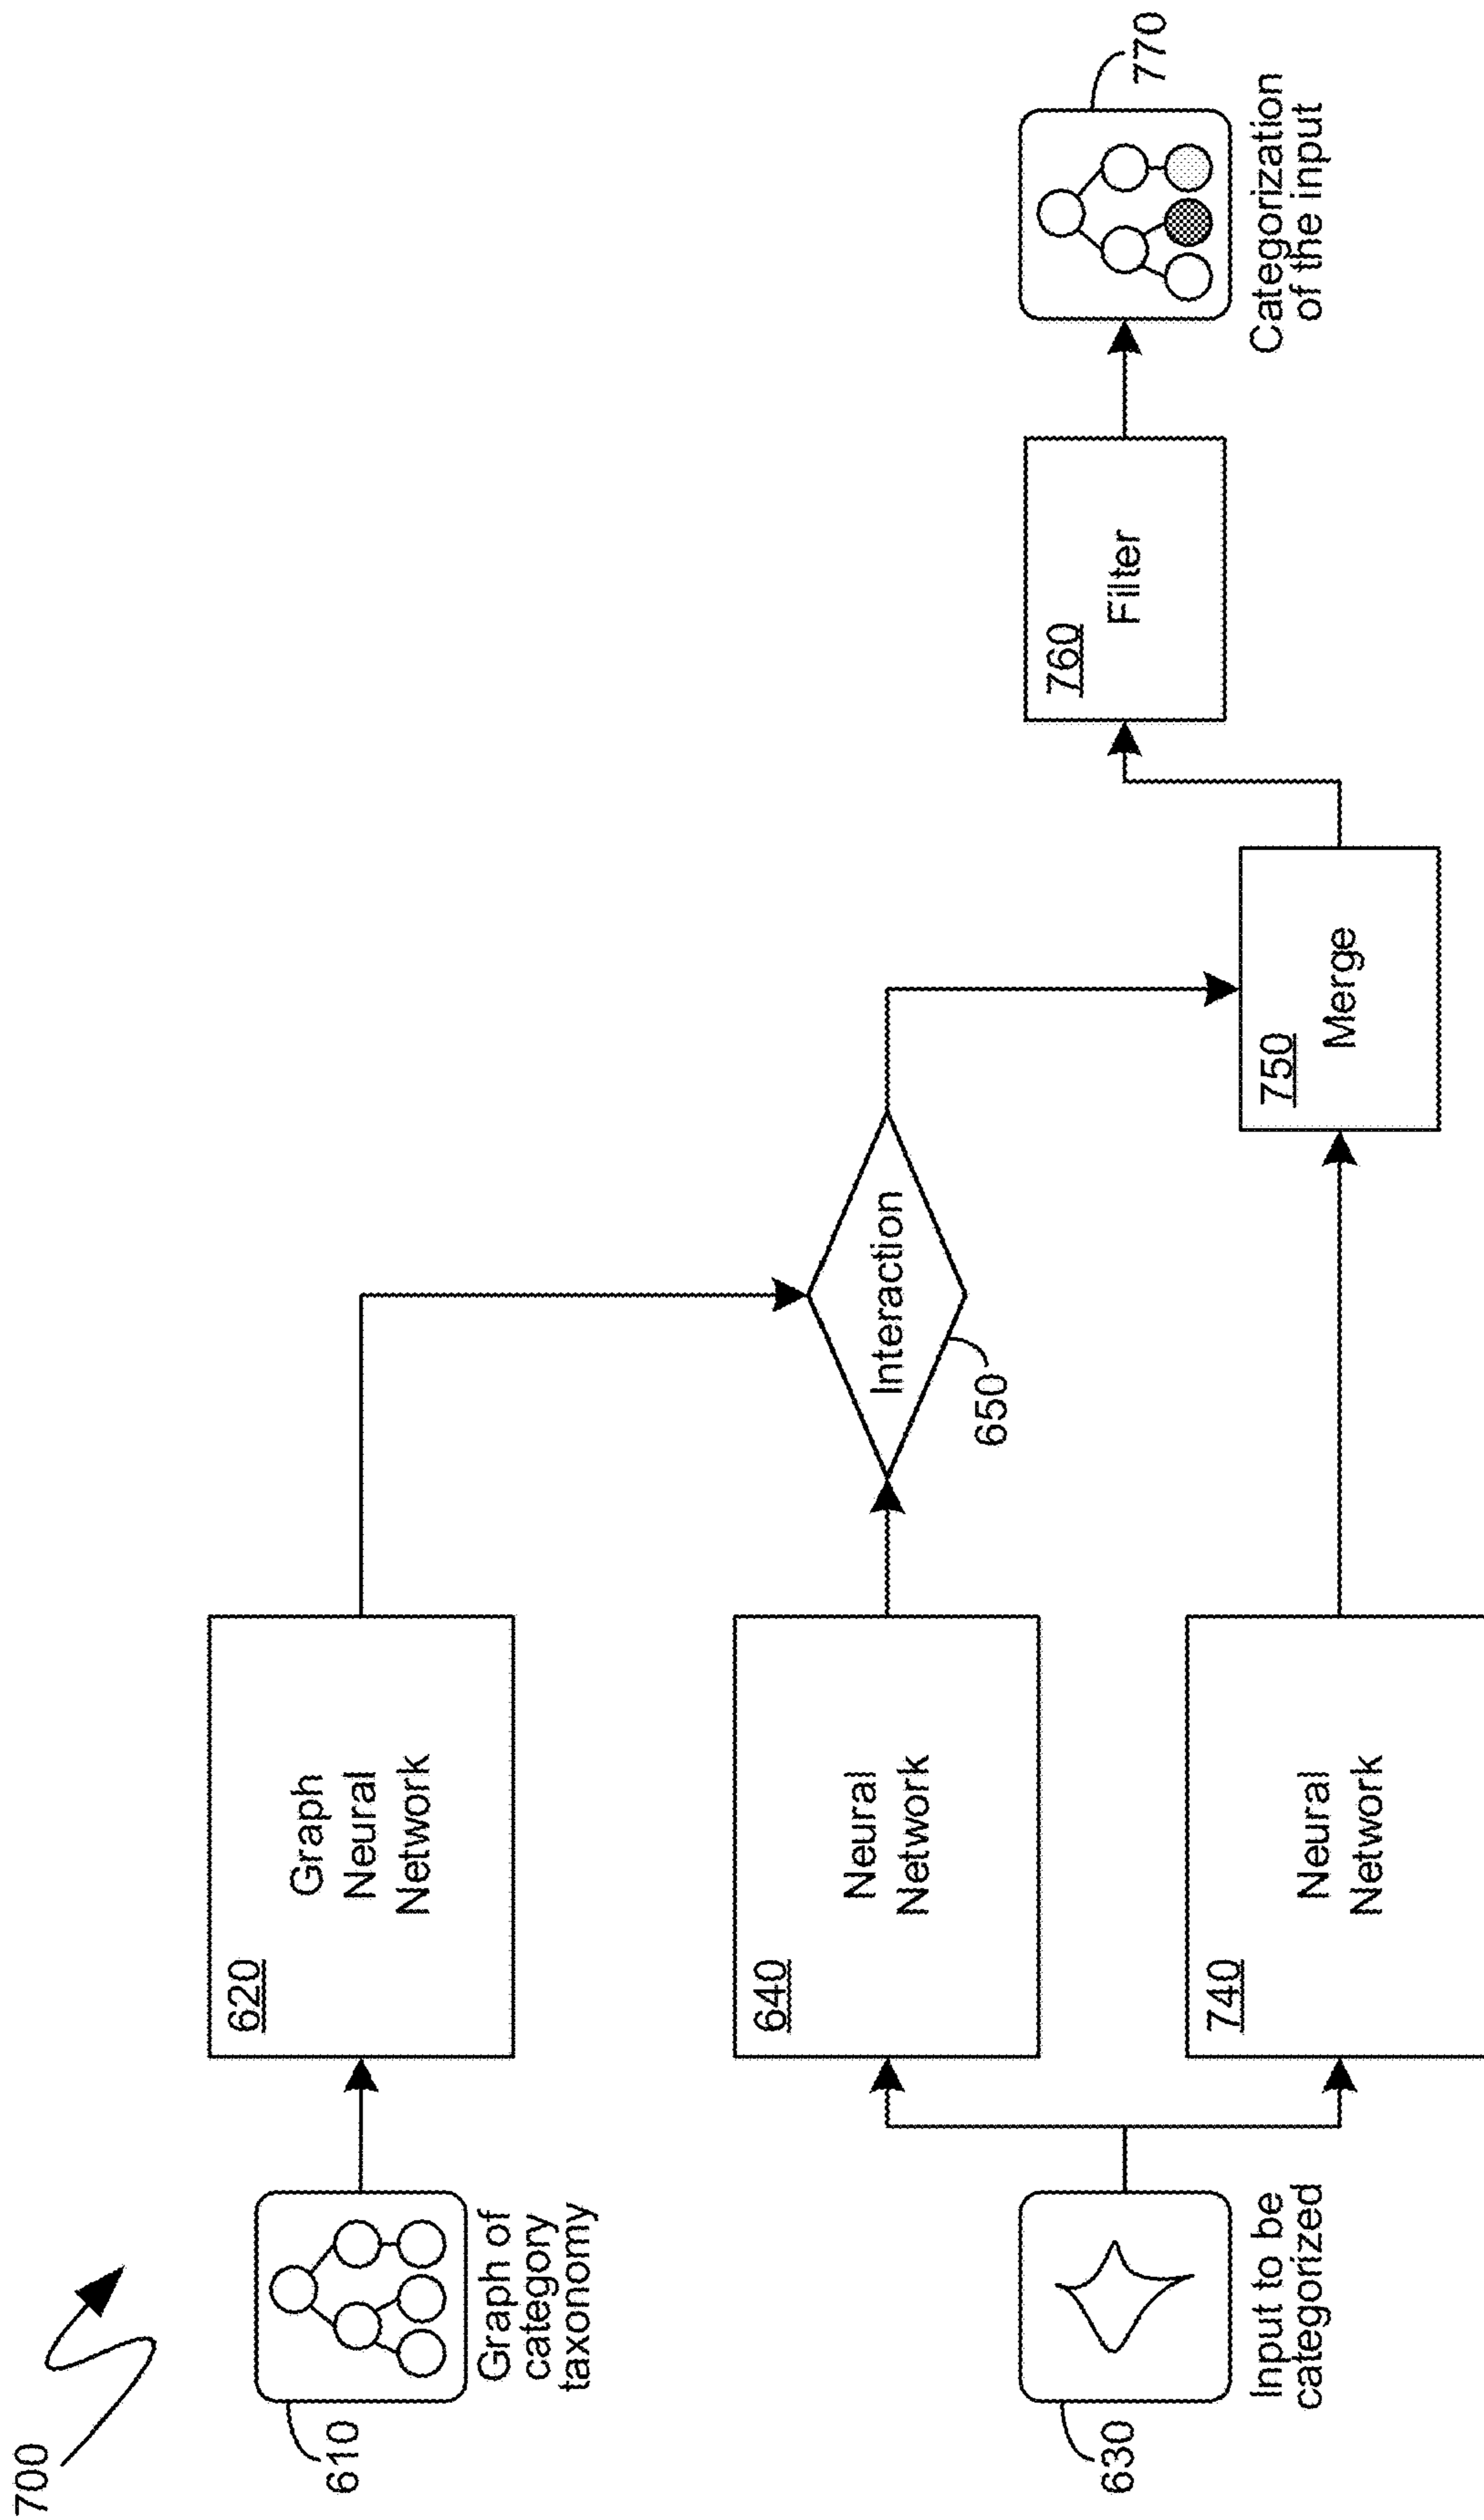 700
610
Graph of
category
taxonomy
620
Graph
Neural
Network
630
Input to be
categorized
640
Neural
Network
740
Neural
Network
Interaction
650
750
Merge
760
Filter
770
Categorization
of the input